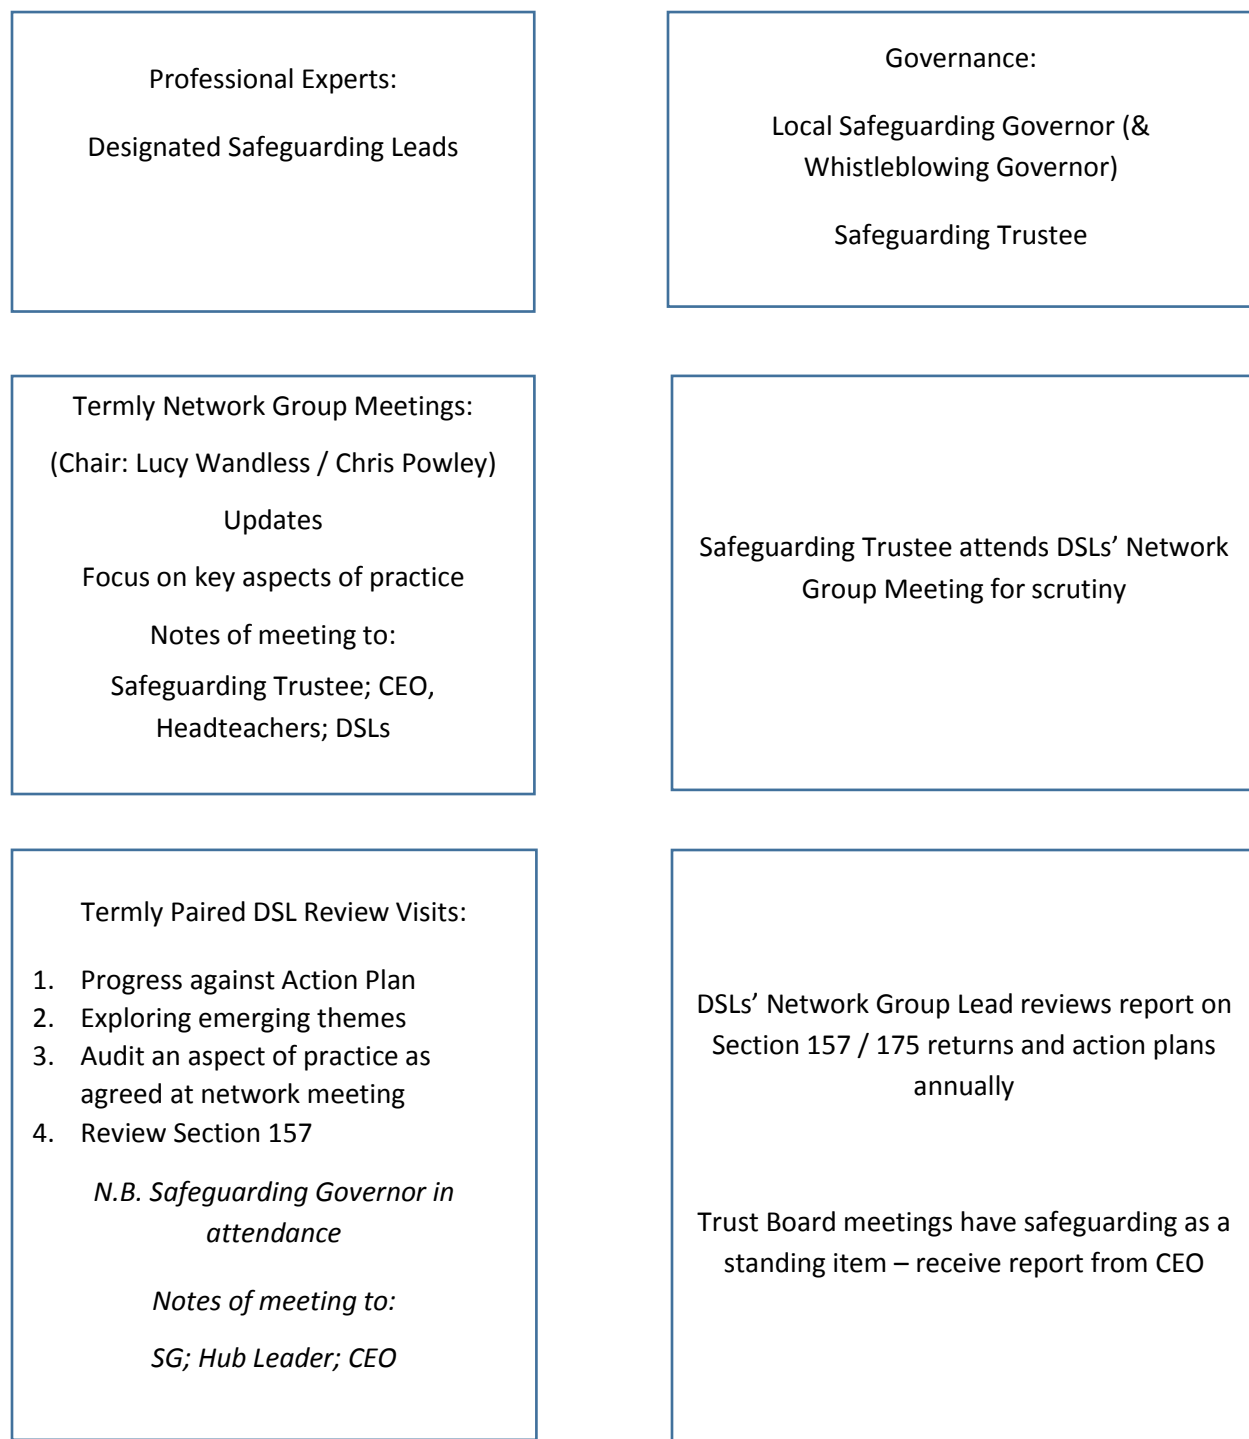 Professional Experts:
Designated Safeguarding Leads
Governance:
Local Safeguarding Governor (&
Whistleblowing Governor)
Safeguarding Trustee
Termly Network Group Meetings:
(Chair: Lucy Wandless / Chris Powley)
Updates
Focus on key aspects of practice
Notes of meeting to:
Safeguarding Trustee; CEO,
Headteachers; DSLs
Safeguarding Trustee attends DSLs’ Network
Group Meeting for scrutiny
Termly Paired DSL Review Visits:
1. Progress against Action Plan
2. Exploring emerging themes
3. Audit an aspect of practice as
agreed at network meeting
4. Review Section 157
N.B. Safeguarding Governor in
attendance
Notes of meeting to:
SG; Hub Leader; CEO
DSLs’ Network Group Lead reviews report on
Section 157 / 175 returns and action plans
annually
Trust Board meetings have safeguarding as a
standing item – receive report from CEO